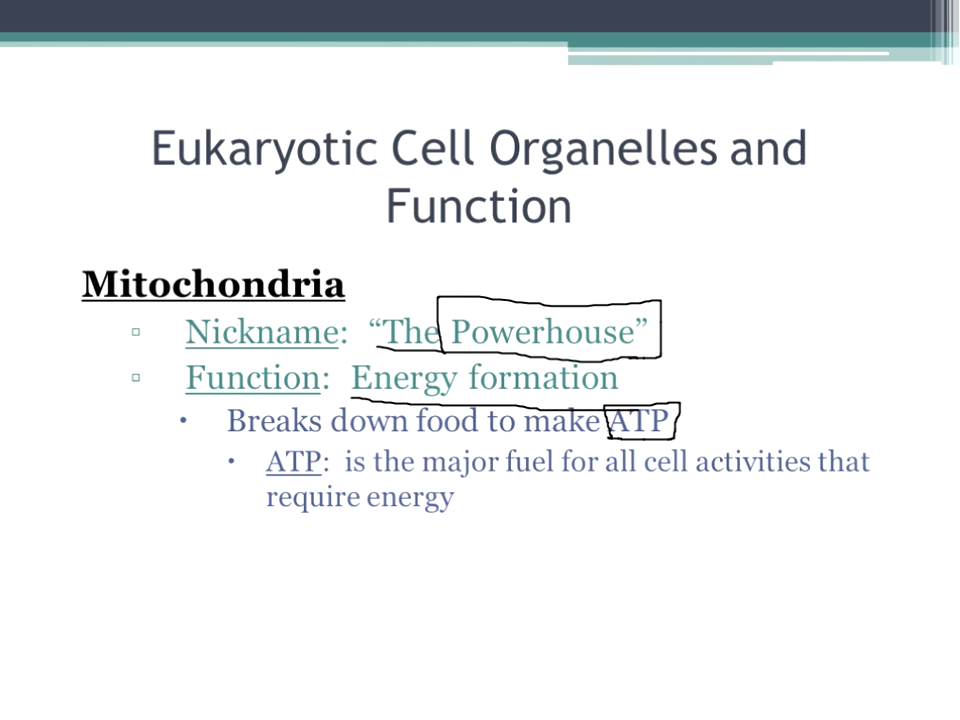 Eukaryotic Cell Organelles and
Function
Mitochondria
▫ Nickname: “The Powerhouse”
▫ Function: Energy formation
▪ Breaks down food to make ATP
▪ ATP: is the major fuel for all cell activities that
require energy